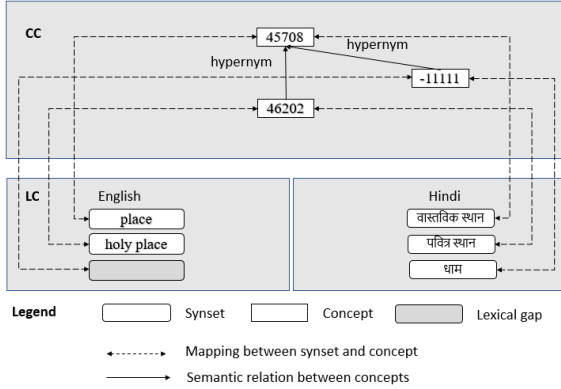 CC
45708
hypernym
hypernym
-11111
46202
LC
English
Hindi
place
वास्तविक स्थान
holy place
पवित्र स्थान
धाम
Legend
Synset
Concept
Lexical gap
Mapping between synset and concept
Semantic relation between concepts